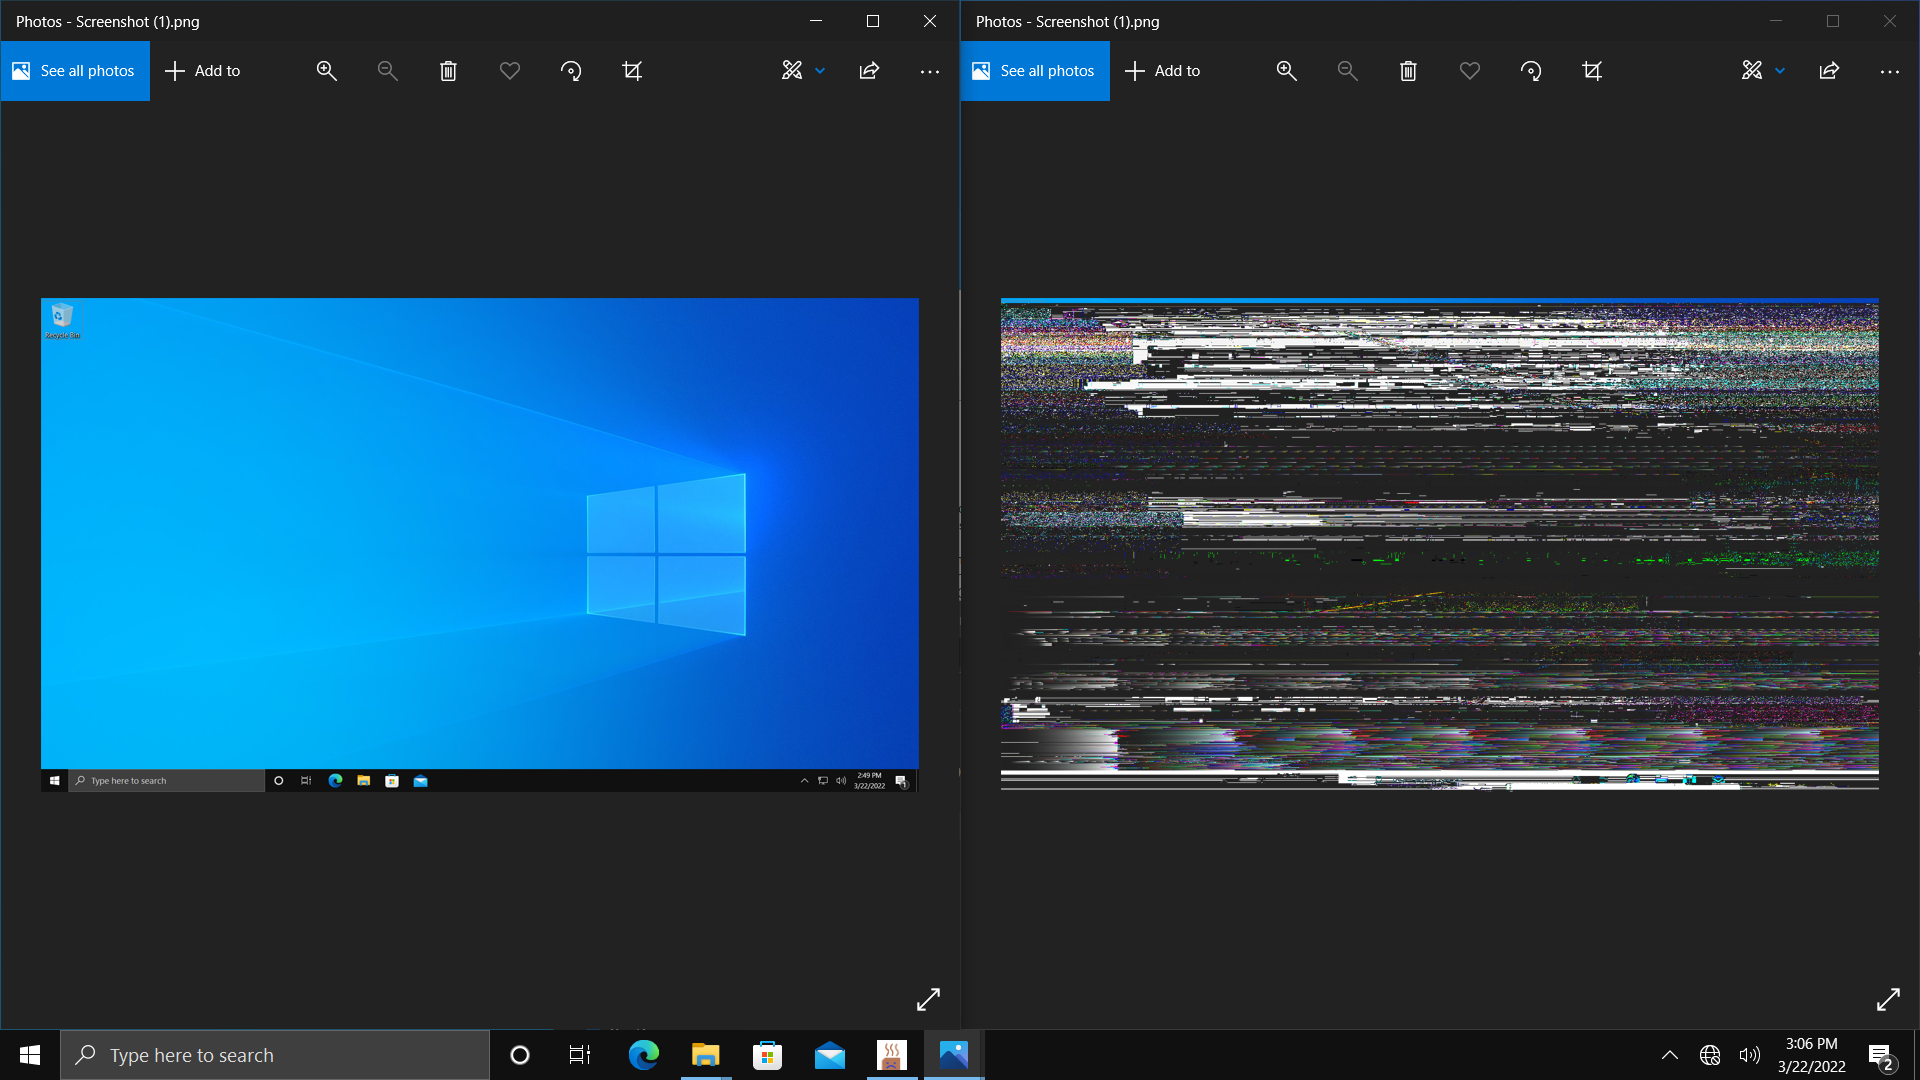 Photos - Screenshot (1).png
See all photos
Add to
Recycle Bin
Type here to search
2:49 PM
3/22/2022
1
Photos - Screenshot (1).png
See all photos
Add to
Type here to search
3:06 PM
3/22/2022
2